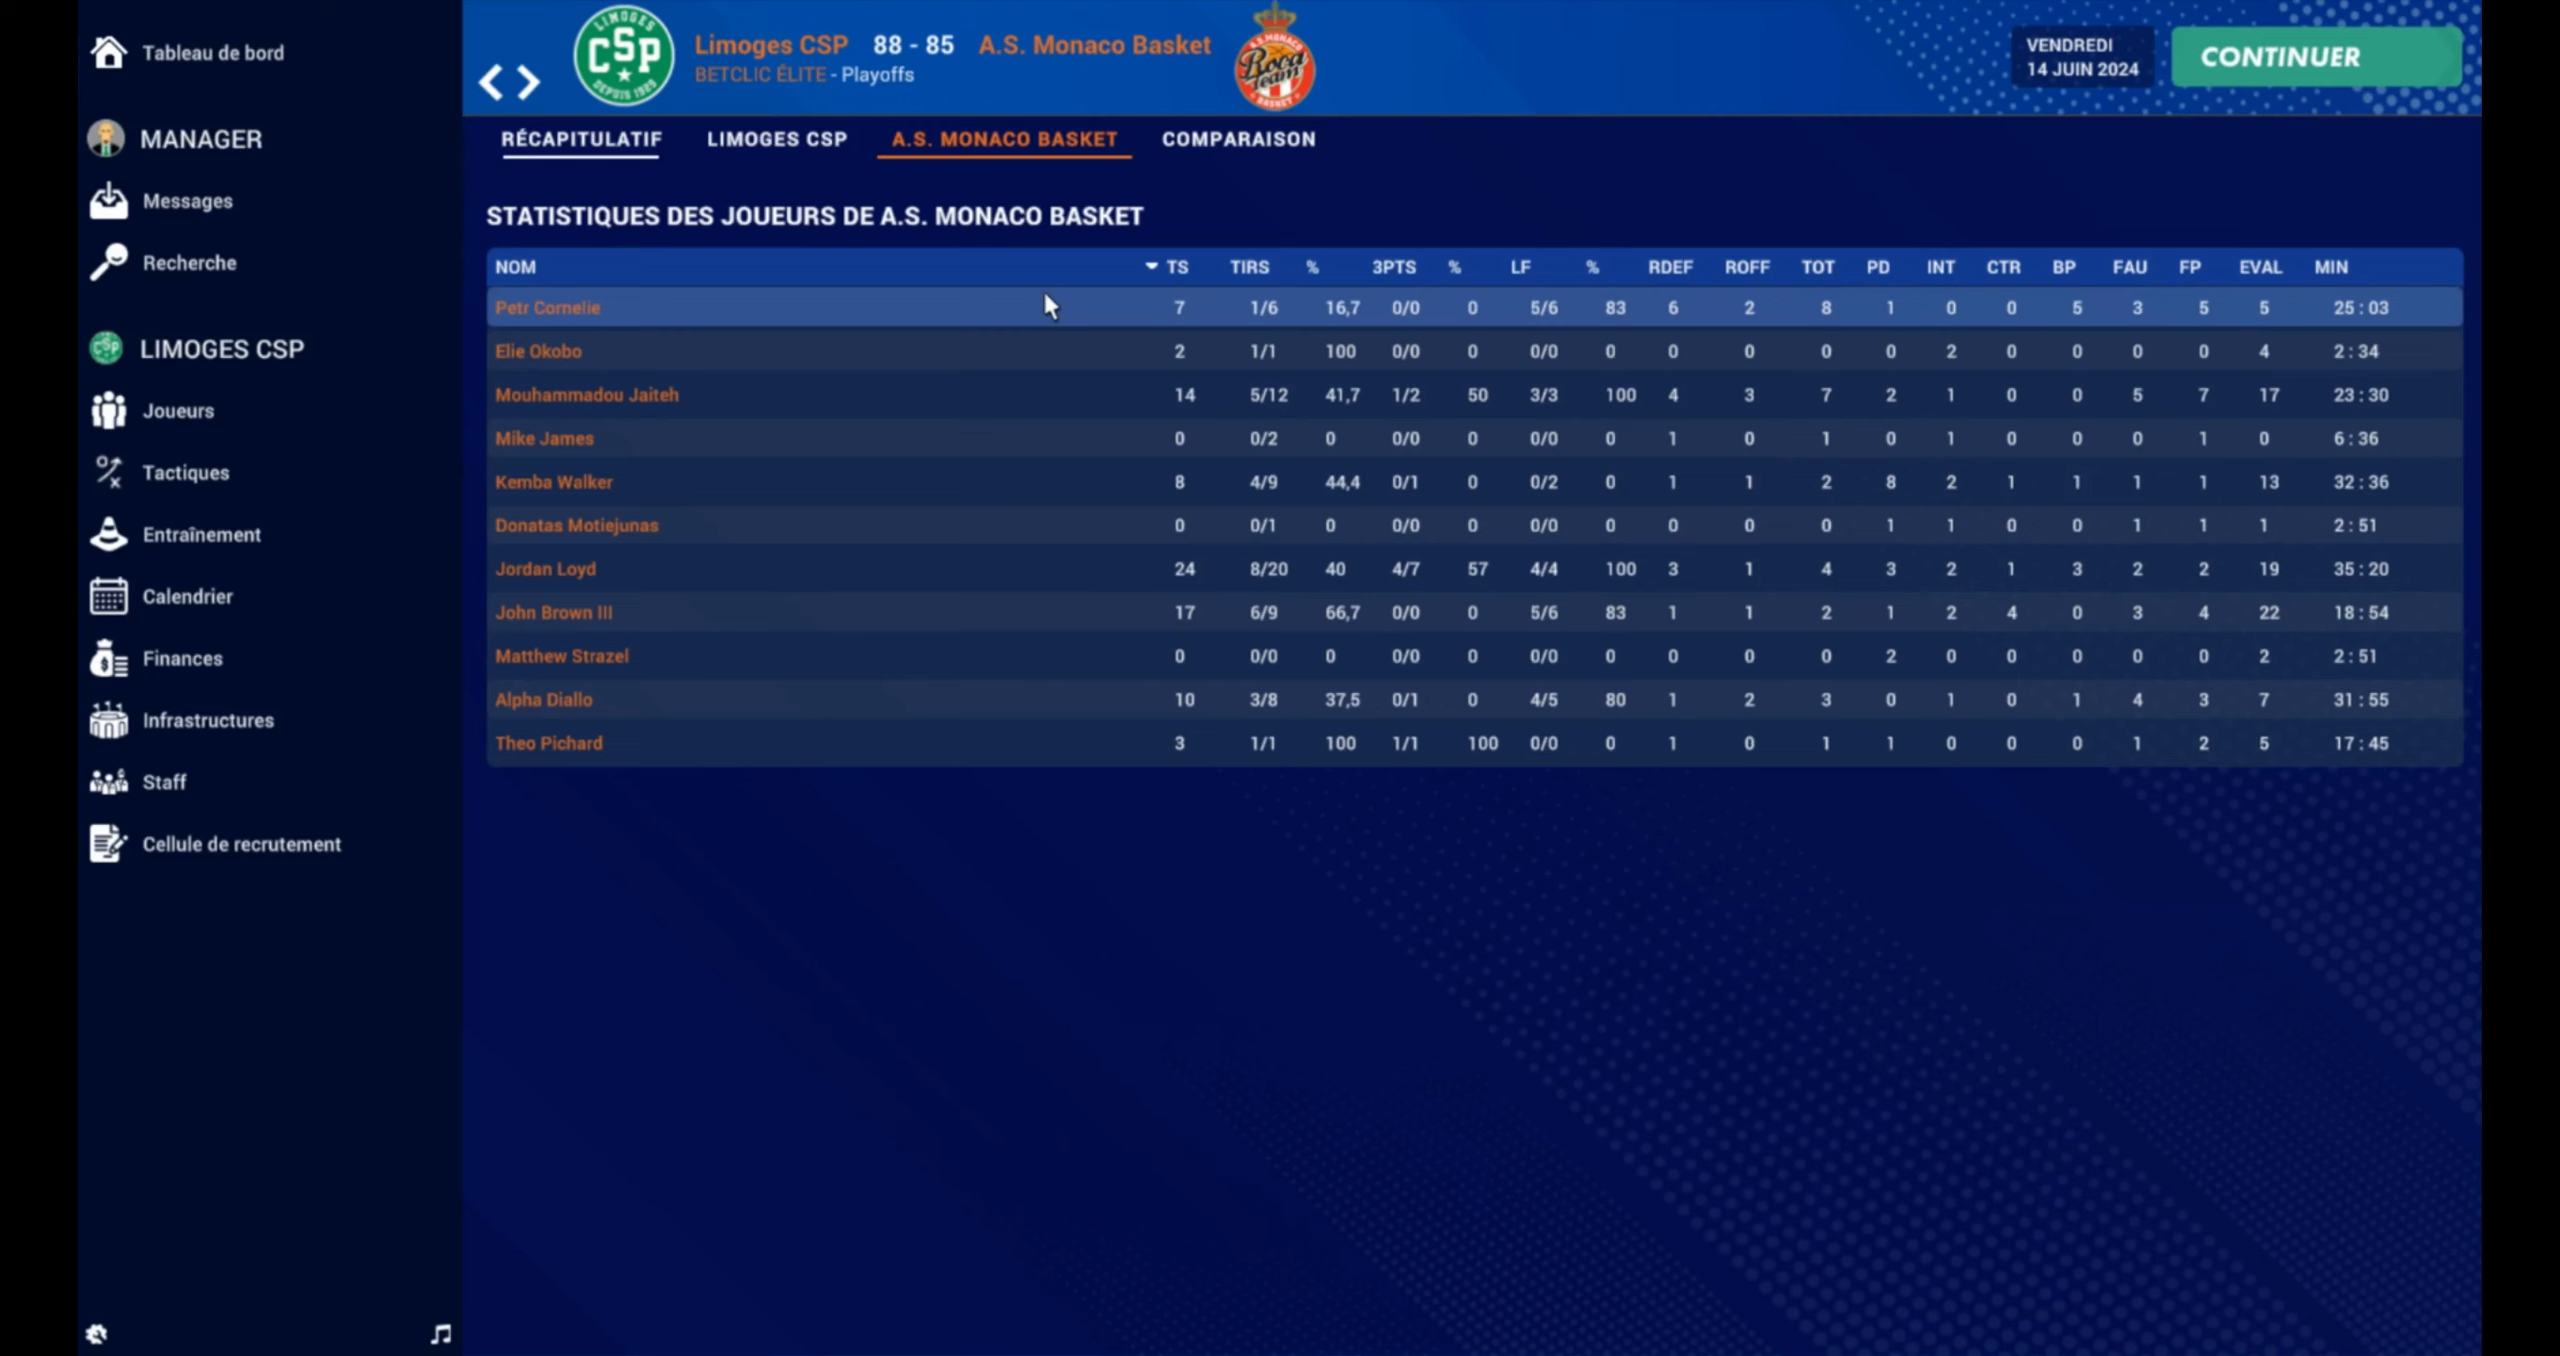 Tableau de bord
MANAGER
Messages
Recherche
LIMOGES CSP
Joueurs
Tactiques
Entraînement
Calendrier
Finances
Infrastructures
Staff
Cellule de recrutement
LIMOGES
CSP
DEPUIS 1929
Limoges CSP 88 - 85 A.S. Monaco Basket
BETCLIC ÉLITE - Playoffs
A.S. MONACO
Roca
Team
BASKET
VENDREDI
14 JUIN 2024
CONTINUER
RÉCAPITULATIF LIMOGES CSP A.S. MONACO BASKET COMPARAISON
STATISTIQUES DES JOUEURS DE A.S. MONACO BASKET
NOM TS TIRS % 3PTS % LF % RDEF ROFF TOT PD INT CTR BP FAU FP EVAL MIN
Petr Cornelie 7 1/6 16,7 0/0 0 5/6 83 6 2 8 1 0 0 5 3 5 5 25 : 03
Elie Okobo 2 1/1 100 0/0 0 0/0 0 0 0 0 0 2 0 0 0 0 4 2 : 34
Mouhammadou Jaiteh 14 5/12 41,7 1/2 50 3/3 100 4 3 7 2 1 0 0 5 7 17 23 : 30
Mike James 0 0/2 0 0/0 0 0/0 0 1 0 1 0 1 0 0 0 1 0 6 : 36
Kemba Walker 8 4/9 44,4 0/1 0 0/2 0 1 1 2 8 2 1 1 1 1 13 32 : 36
Donatas Motiejunas 0 0/1 0 0/0 0 0/0 0 0 0 0 1 1 0 0 1 1 1 2 : 51
Jordan Loyd 24 8/20 40 4/7 57 4/4 100 3 1 4 3 2 1 3 2 2 19 35 : 20
John Brown III 17 6/9 66,7 0/0 0 5/6 83 1 1 2 1 2 4 0 3 4 22 18 : 54
Matthew Strazel 0 0/0 0 0/0 0 0/0 0 0 0 0 2 0 0 0 0 0 2 2 : 51
Alpha Diallo 10 3/8 37,5 0/1 0 4/5 80 1 2 3 0 1 0 1 4 3 7 31 : 55
Theo Pichard 3 1/1 100 1/1 100 0/0 0 1 0 1 1 0 0 0 1 2 5 17 : 45